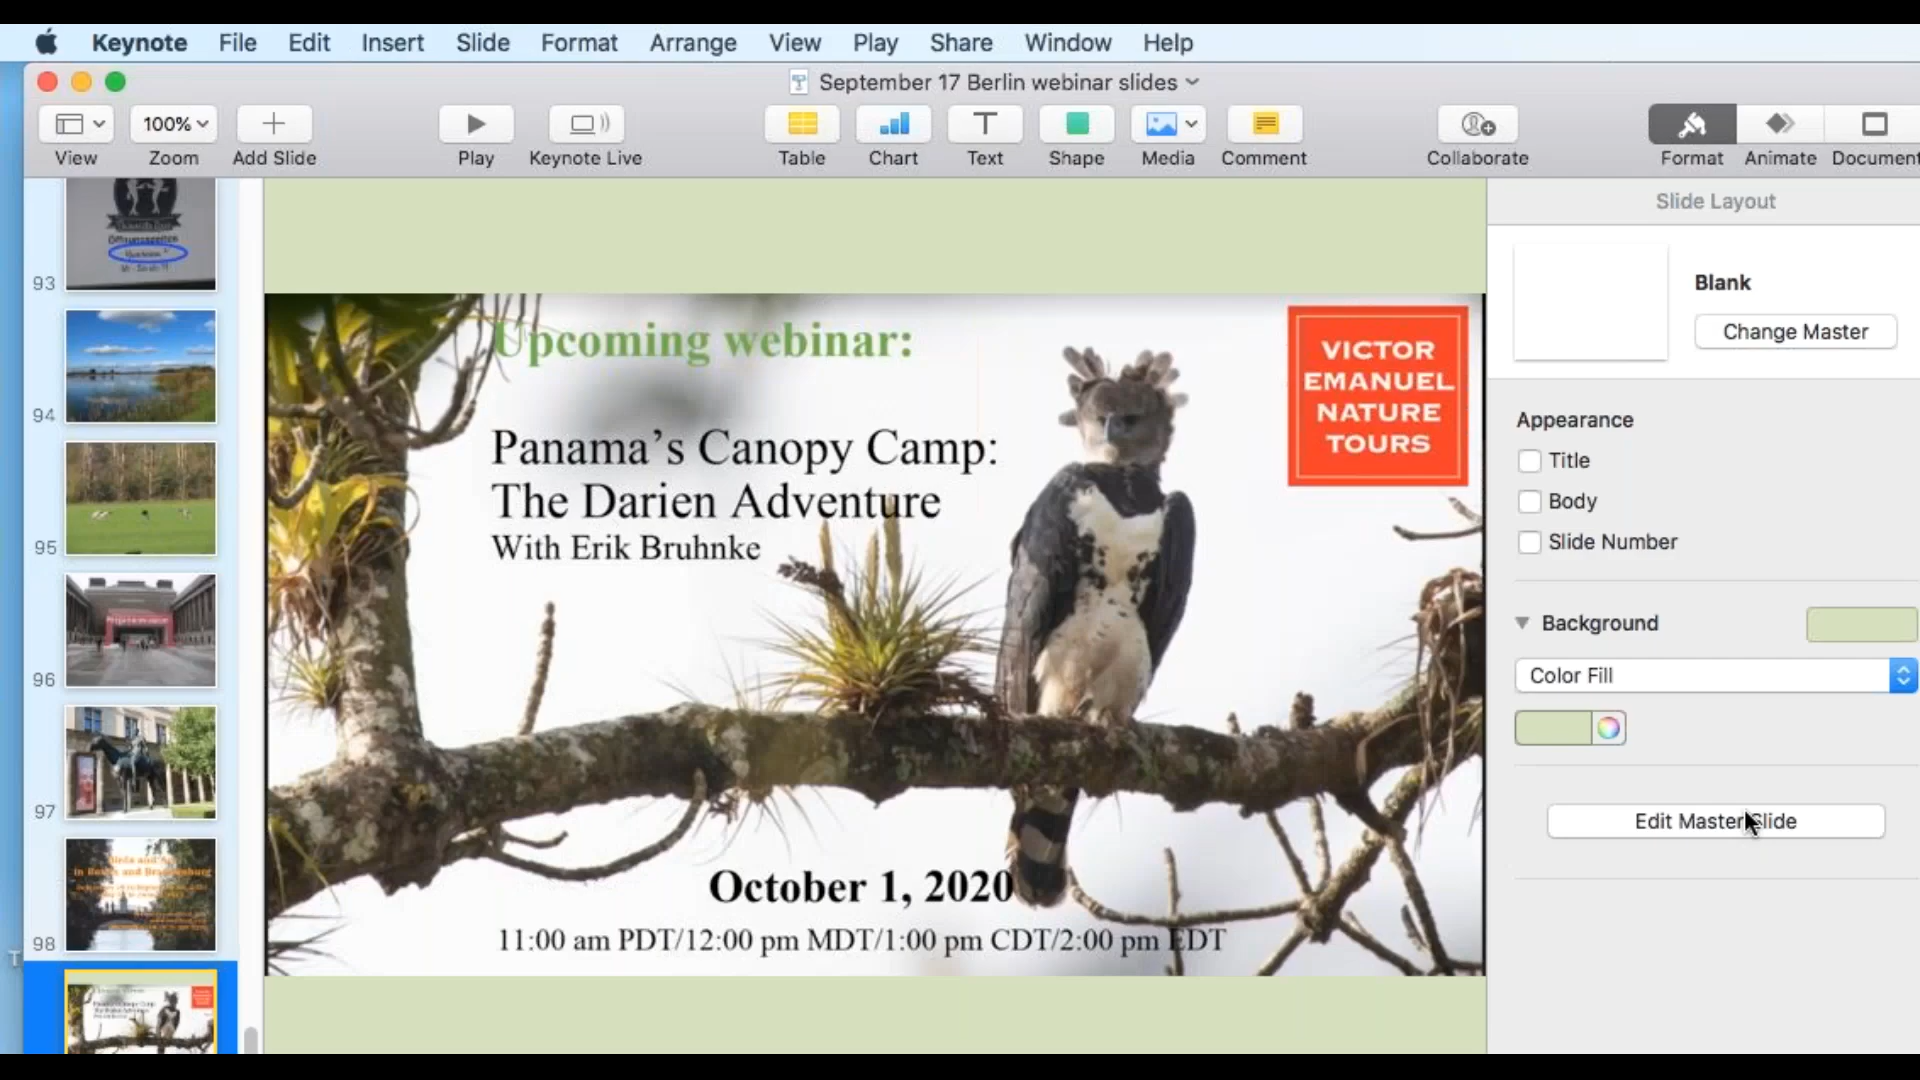 Keynote File Edit Insert Slide Format Arrange View Play Share Window Help
September 17 Berlin webinar slides
100%
View Zoom Add Slide Play Keynote Live Table Chart Text Shape Media Comment Collaborate Format Animate Document
Slide Layout
93
94
95
96
97
98
Upcoming webinar:
Panama's Canopy Camp:
The Darien Adventure
With Erik Bruhnke
VICTOR
EMANUEL
NATURE
TOURS
October 1, 2020
11:00 am PDT/12:00 pm MDT/1:00 pm CDT/2:00 pm EDT
Blank
Change Master
Appearance
Title
Body
Slide Number
Background
Color Fill
Edit Master Slide